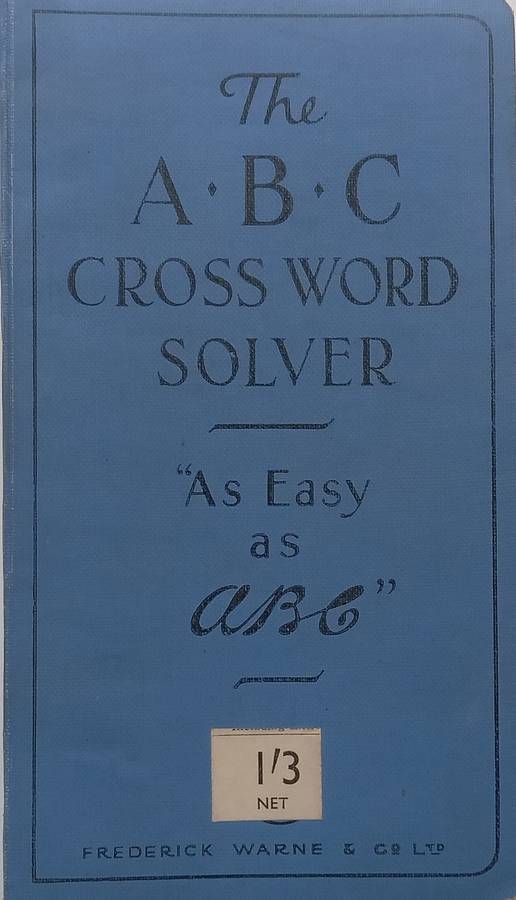 The
A·B·C
CROSS WORD
SOLVER
"As Easy
as
ABC"
1'/3
NET
FREDERICK WARNE & Co LTD